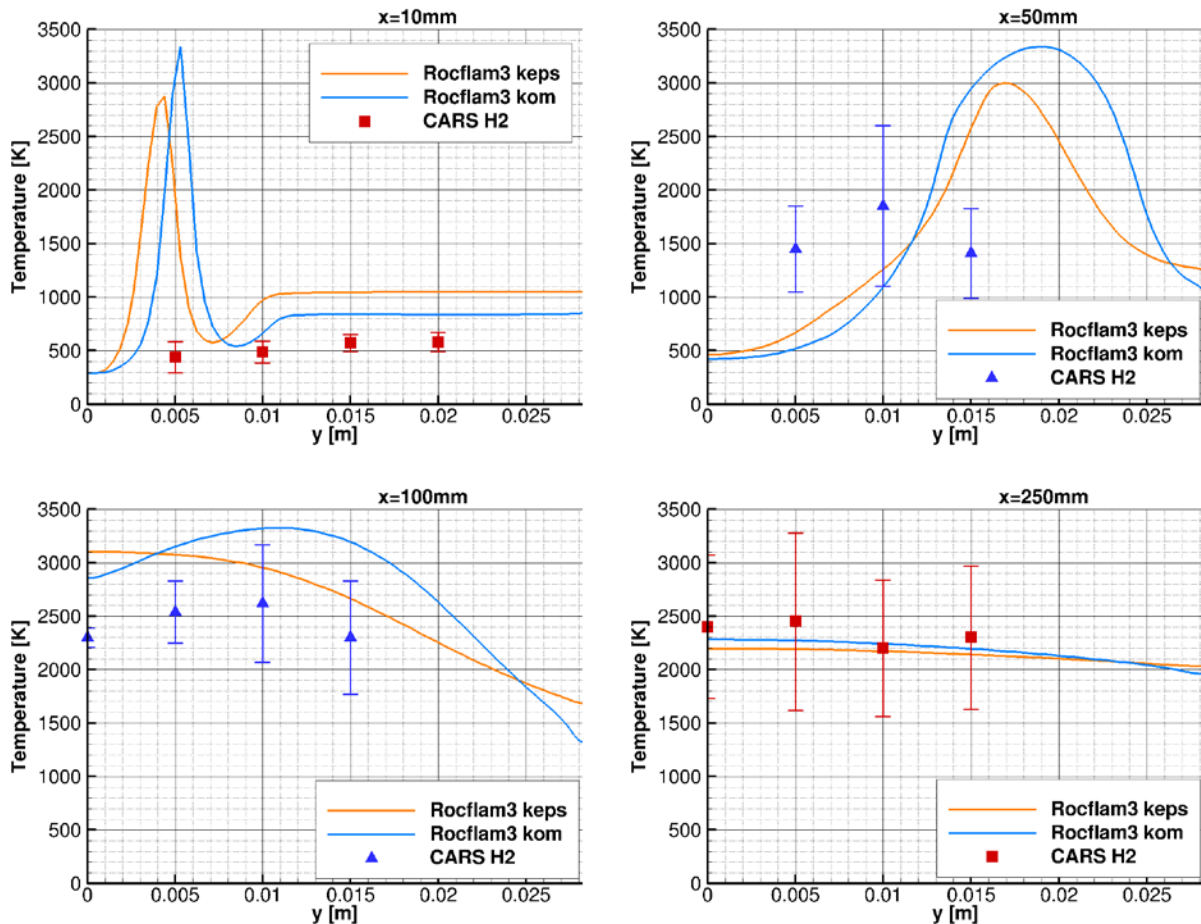 x=10mm
3500
3000
2500
2000
1500
1000
500
0
Temperature [K]
Rocflam3 keps
Rocflam3 kom
CARS H2
0 0.005 0.01 0.015 0.02 0.025
y [m]
x=50mm
3500
3000
2500
2000
1500
1000
500
0
Temperature [K]
Rocflam3 keps
Rocflam3 kom
CARS H2
0 0.005 0.01 0.015 0.02 0.025
y [m]
x=100mm
3500
3000
2500
2000
1500
1000
500
0
Temperature [K]
Rocflam3 keps
Rocflam3 kom
CARS H2
0 0.005 0.01 0.015 0.02 0.025
y [m]
x=250mm
3500
3000
2500
2000
1500
1000
500
0
Temperature [K]
Rocflam3 keps
Rocflam3 kom
CARS H2
0 0.005 0.01 0.015 0.02 0.025
y [m]